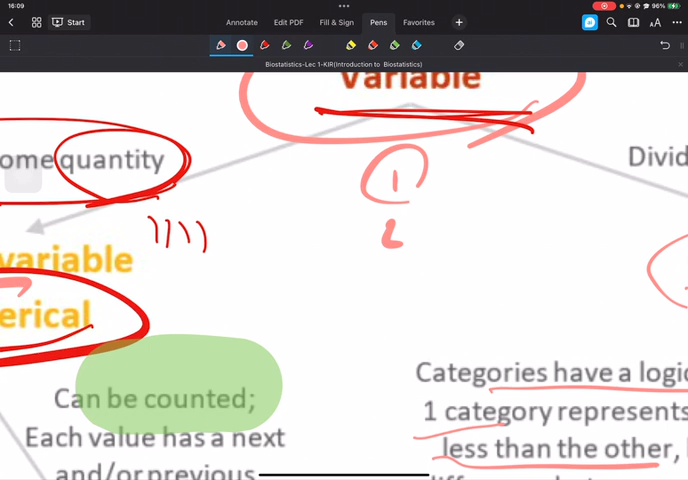 16:09
96%
Start
Annotate
Edit PDF
Fill & Sign
Pens
Favorites
Biostatistics-Lec 1-KIR(Introduction to Biostatistics)
Variable
ome quantity
Divid
1
2
variable
erical
Can be counted;
Each value has a next
and/or previous
Categories have a logic
1 category represents
less than the other,